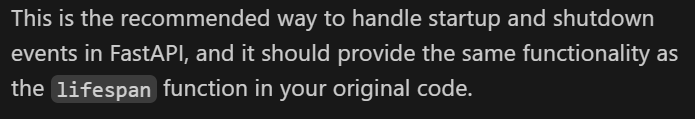 This is the recommended way to handle startup and shutdown
events in FastAPI, and it should provide the same functionality as
the lifespan function in your original code.